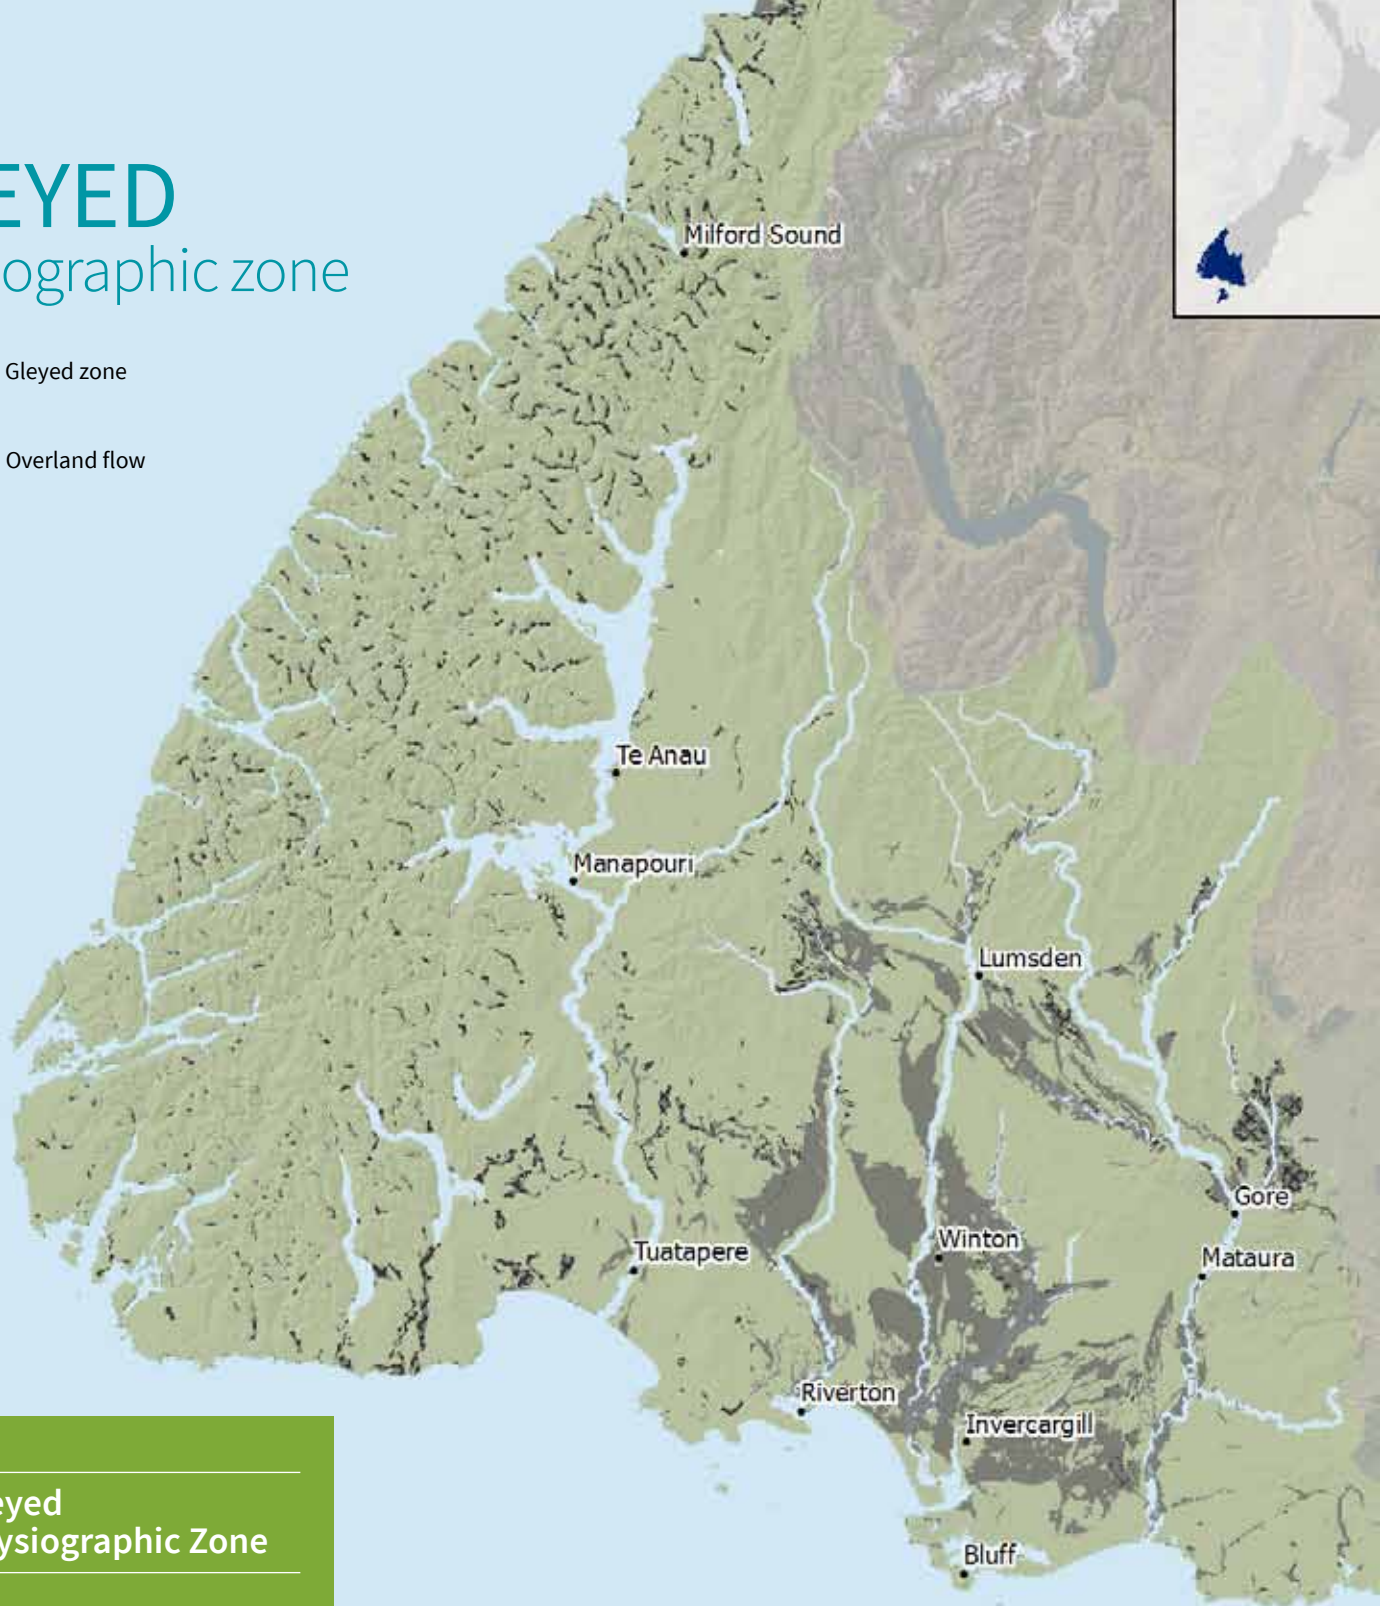 EYED
ographic zone
Gleyed zone
Overland flow
Milford Sound
Te Anau
Manapouri
Lumsden
Gore
Winton
Mataura
Tuatapere
Riverton
Invercargill
Bluff
eyed
ysiographic Zone